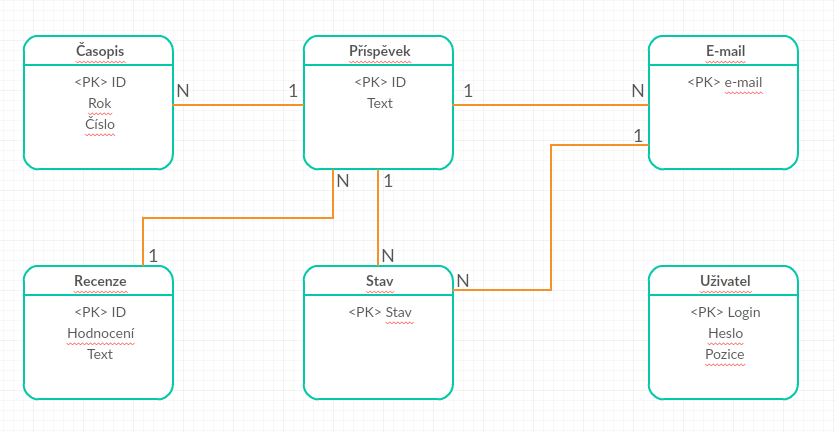 Časopis
<PK> ID
Rok
Číslo
N
1
Příspěvek
<PK> ID
Text
1
N
E-mail
<PK> e-mail
1
N
1
1
N
N
Recenze
<PK> ID
Hodnocení
Text
Stav
<PK> Stav
Uživatel
<PK> Login
Heslo
Pozice